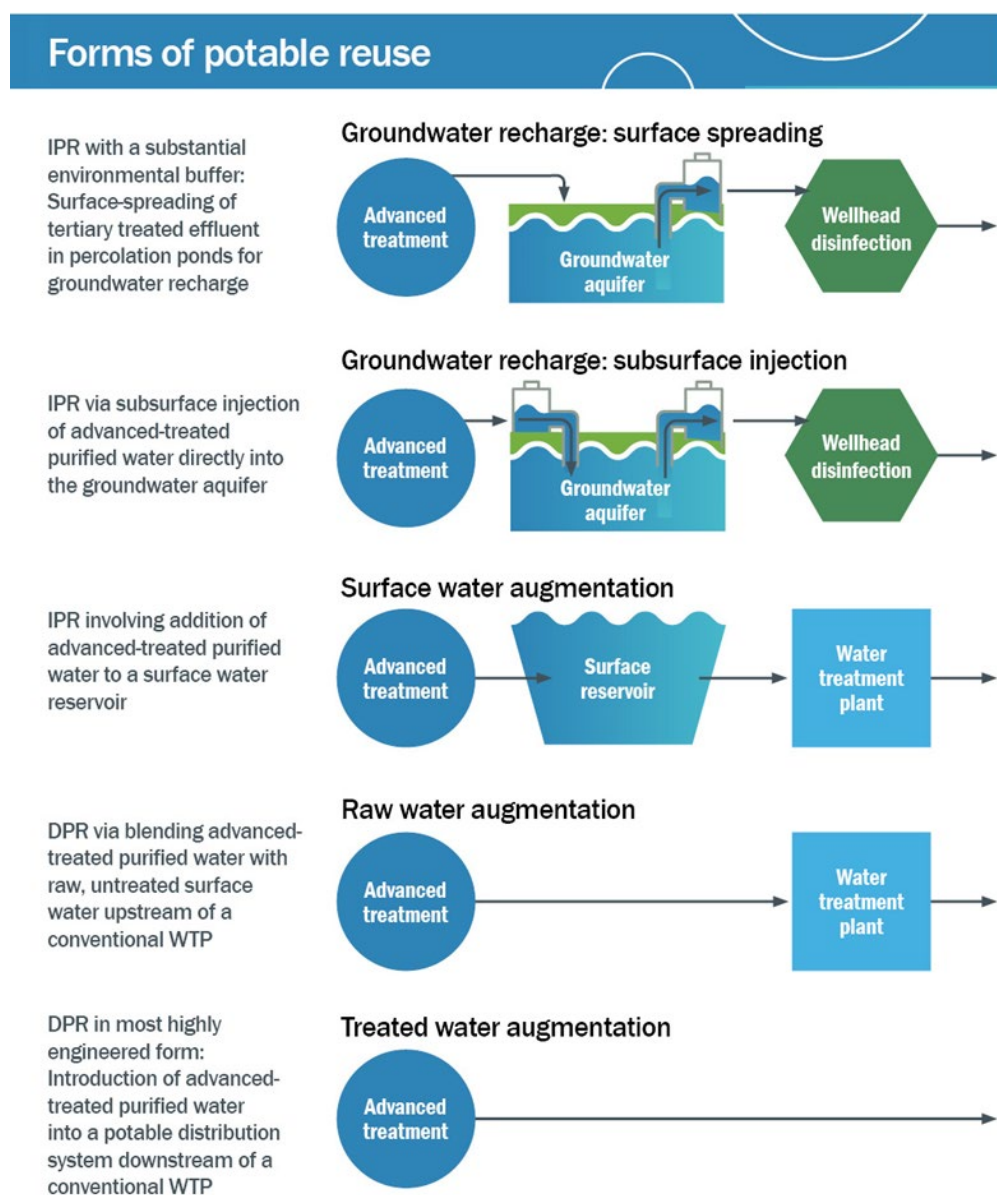 Forms of potable reuse
IPR with a substantial
environmental buffer:
Surface-spreading of
tertiary treated effluent
in percolation ponds for
groundwater recharge
Groundwater recharge: surface spreading
Advanced
treatment
Groundwater
aquifer
Wellhead
disinfection
IPR via subsurface injection
of advanced-treated
purified water directly into
the groundwater aquifer
Groundwater recharge: subsurface injection
Advanced
treatment
Groundwater
aquifer
Wellhead
disinfection
IPR involving addition of
advanced-treated purified
water to a surface water
reservoir
Surface water augmentation
Advanced
treatment
Surface
reservoir
Water
treatment
plant
DPR via blending advanced-
treated purified water with
raw, untreated surface
water upstream of a
conventional WTP
Raw water augmentation
Advanced
treatment
Water
treatment
plant
DPR in most highly
engineered form:
Introduction of advanced-
treated purified water
into a potable distribution
system downstream of a
conventional WTP
Treated water augmentation
Advanced
treatment